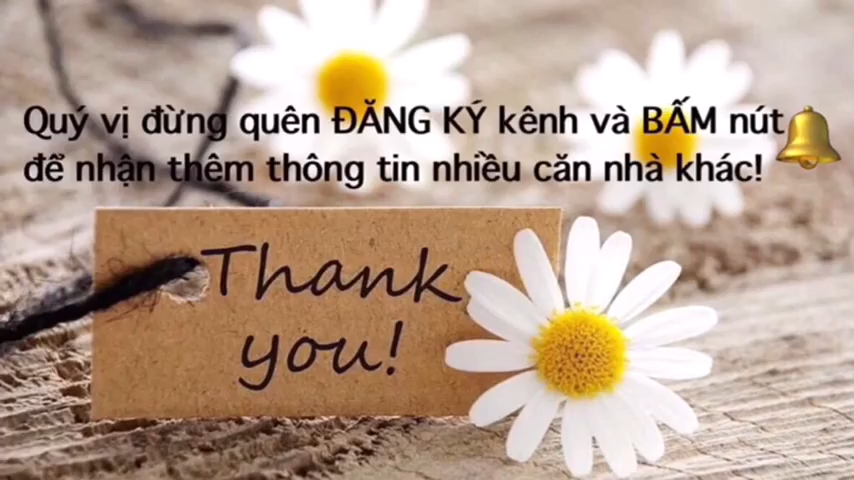 Quý vị đừng quên ĐĂNG KÝ kênh và BẤM nút
để nhận thêm thông tin nhiều căn nhà khác!
Thank
you!